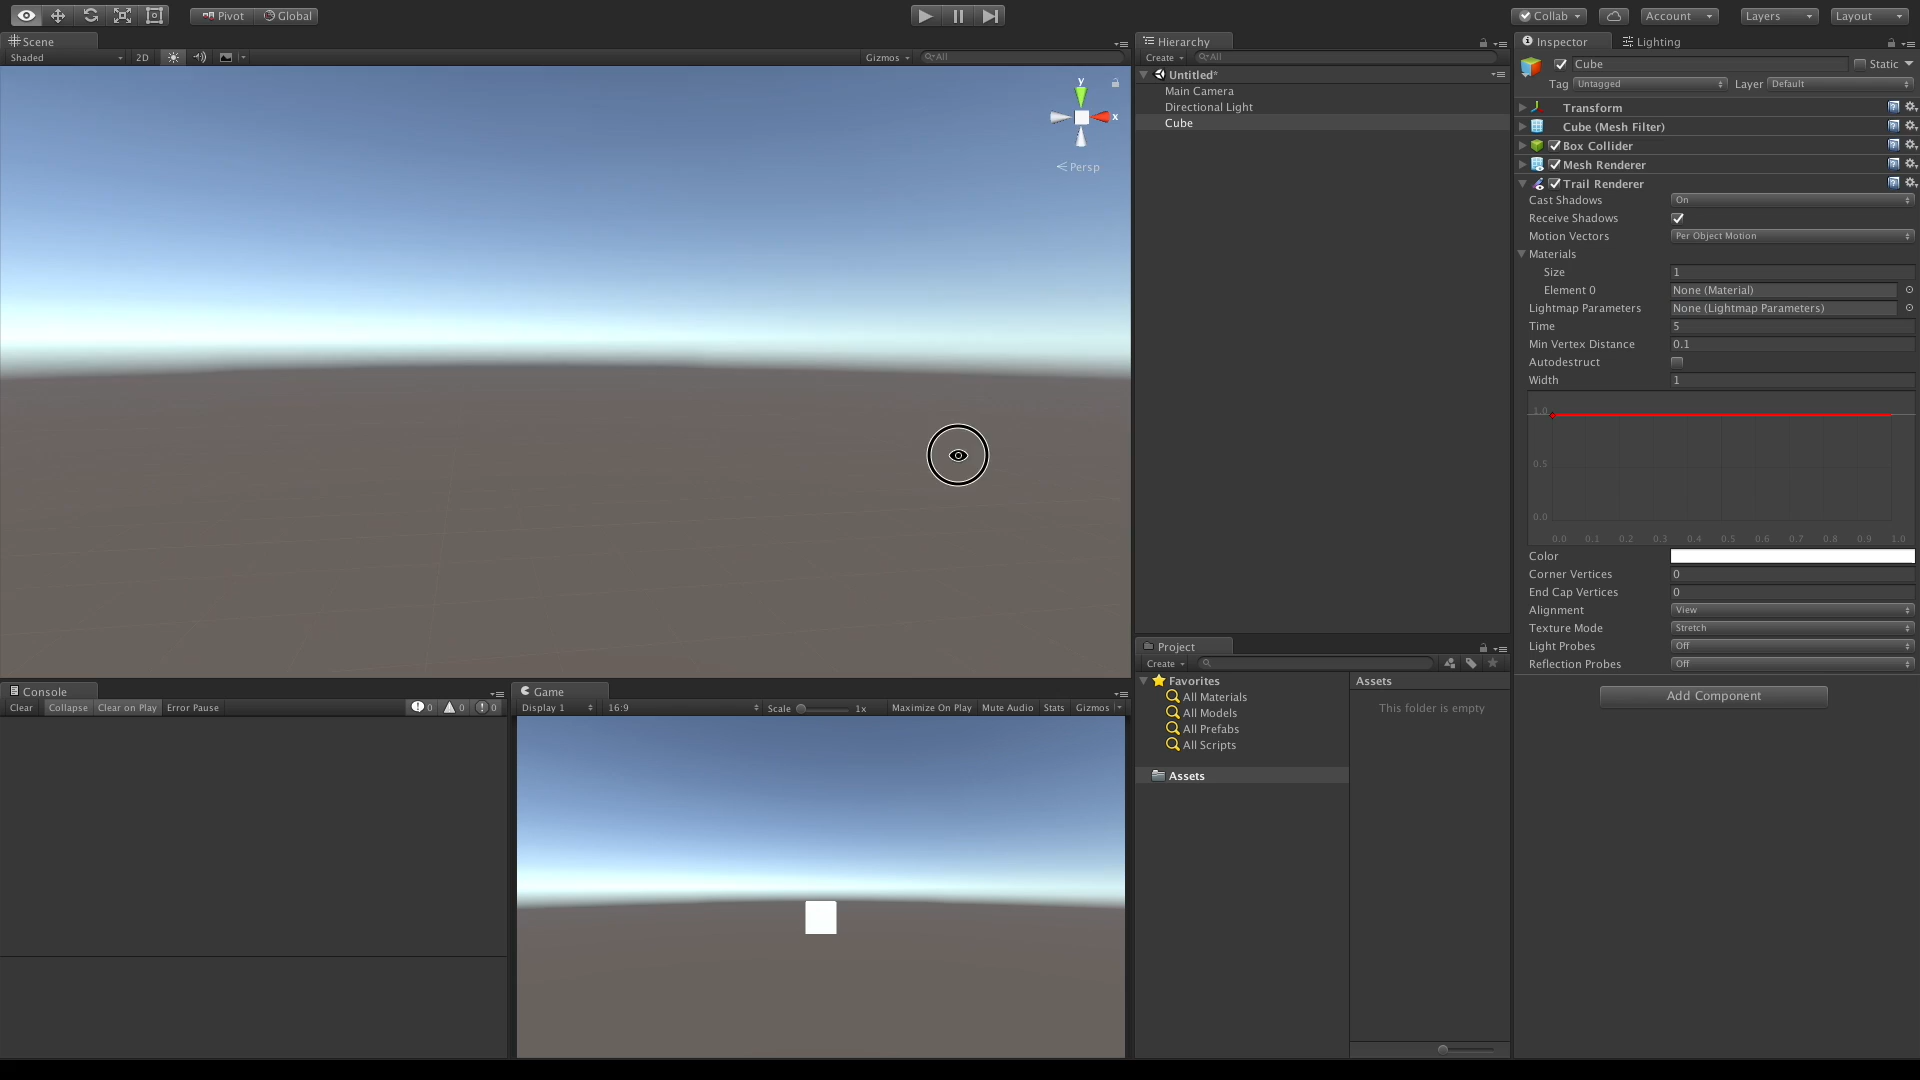 Pivot Global Collab Account Layers Layout
Scene
Shaded 2D Gizmos All
y
x
Persp
Hierarchy
Create All
Untitled*
Main Camera
Directional Light
Cube
Inspector Lighting
Cube Static
Tag Untagged Layer Default
Transform
Cube (Mesh Filter)
Box Collider
Mesh Renderer
Trail Renderer
Cast Shadows On
Receive Shadows
Motion Vectors Per Object Motion
Materials
Size 1
Element 0 None (Material)
Lightmap Parameters None (Lightmap Parameters)
Time 5
Min Vertex Distance 0.1
Autodestruct
Width 1
1.0
0.5
0.0
0.0 0.1 0.2 0.3 0.4 0.5 0.6 0.7 0.8 0.9 1.0
Color
Corner Vertices 0
End Cap Vertices 0
Alignment View
Texture Mode Stretch
Light Probes Off
Reflection Probes Off
Add Component
Console
Clear Collapse Clear on Play Error Pause 0 0 0
Game
Display 1 16:9 Scale 1x Maximize On Play Mute Audio Stats Gizmos
Project
Create
Favorites
All Materials
All Models
All Prefabs
All Scripts
Assets
Assets
This folder is empty